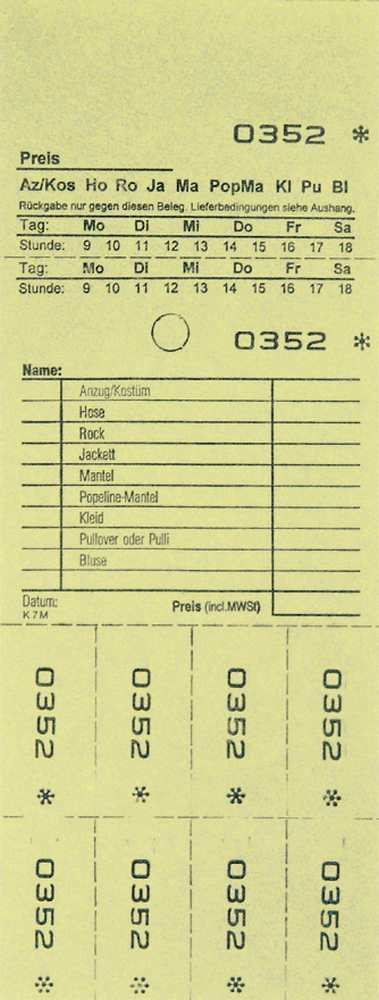 0352 *
Preis
Az/Kos Ho Ro Ja Ma PopMa Kl Pu Bl
Rückgabe nur gegen diesen Beleg. Lieferbedingungen siehe Aushang.
Tag: Mo Di Mi Do Fr Sa
Stunde: 9 10 11 12 13 14 15 16 17 18
Tag: Mo Di Mi Do Fr Sa
Stunde: 9 10 11 12 13 14 15 16 17 18
0352 *
Name:
Anzug/Kostüm
Hose
Rock
Jackett
Mantel
Popeline-Mantel
Kleid
Pullover oder Pulli
Bluse
Datum: Preis (incl.MWSt)
K7M
0352 * 0352 * 0352 * 0352 *
0352 * 0352 * 0352 * 0352 *